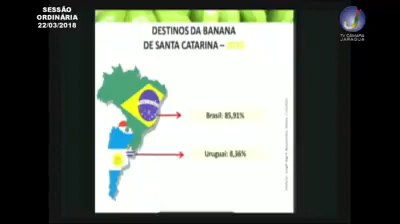 SESSÃO
ORDINÁRIA
22/03/2018
TV CÂMARA
JARAGUÁ
DESTINOS DA BANANA
DE SANTA CATARINA –
Brasil: 85,91%
Uruguai: 8,36%